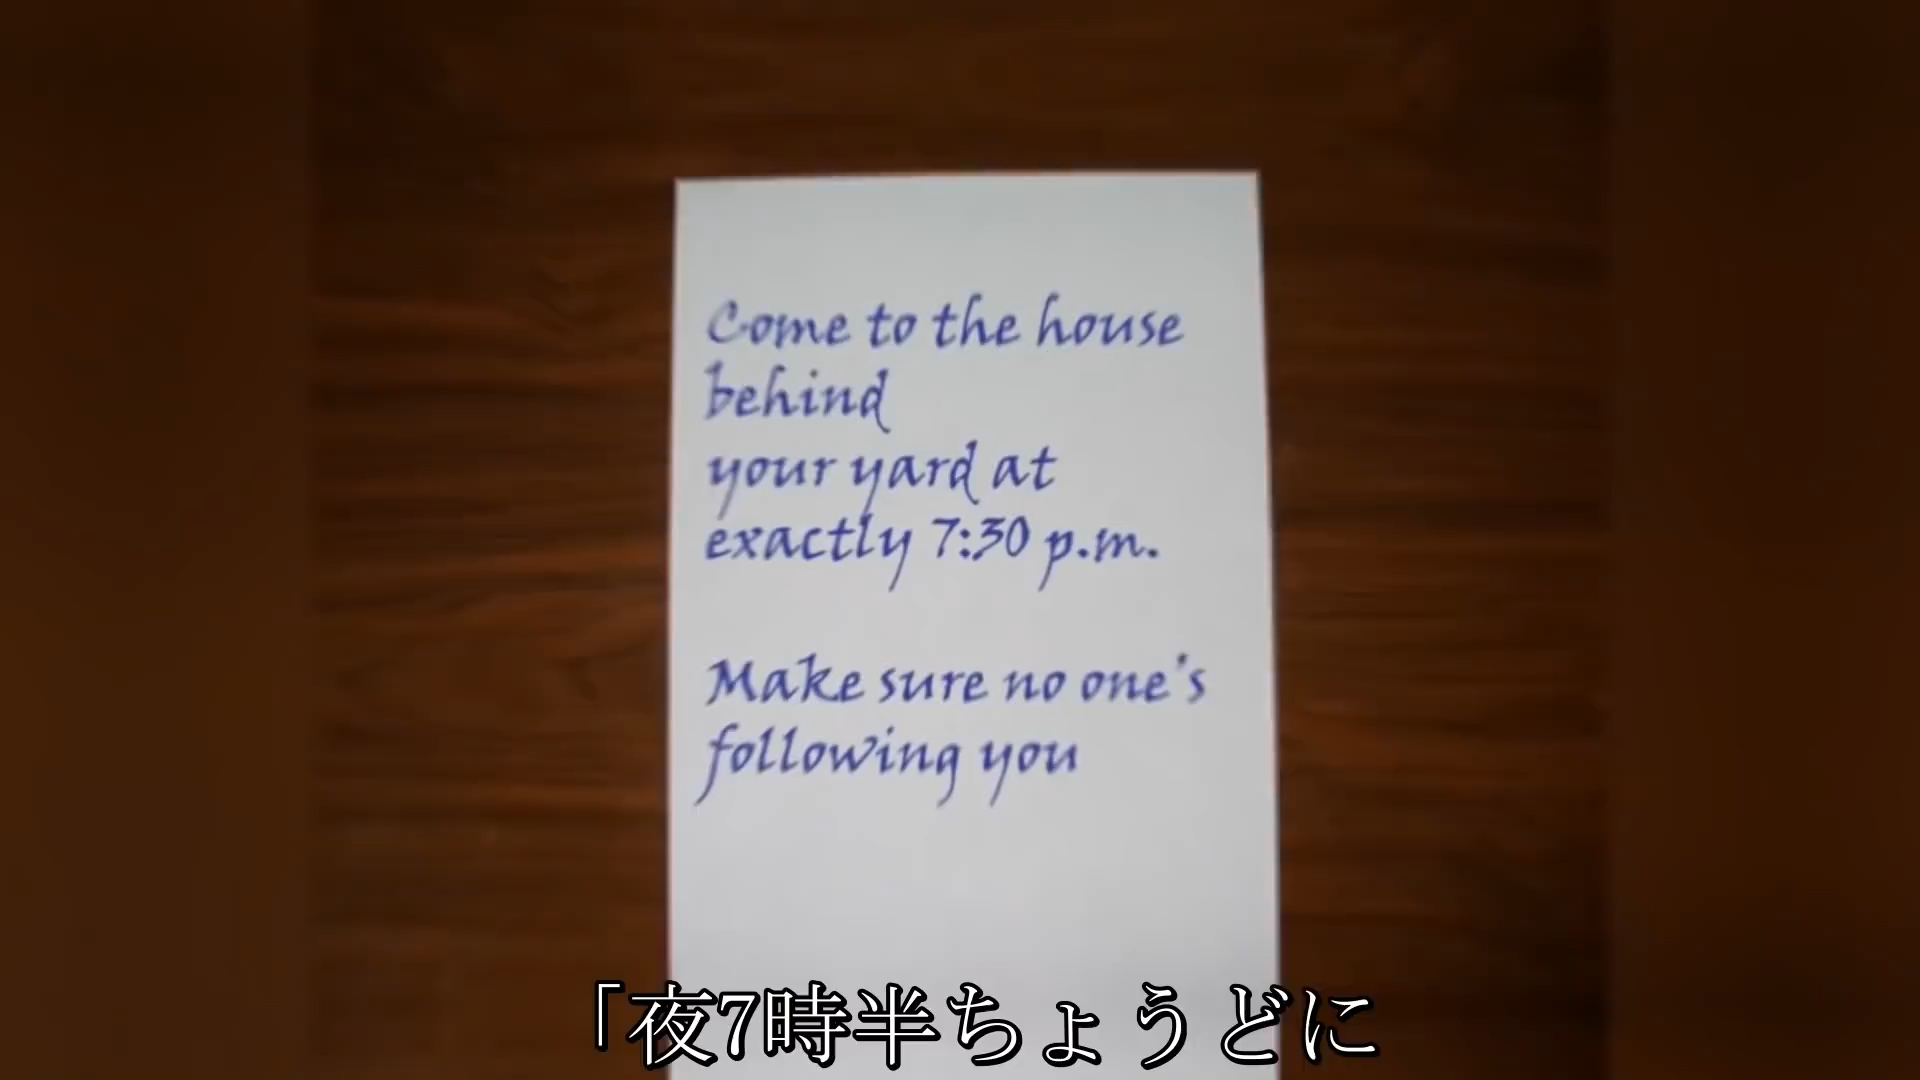 Come to the house
behind
your yard at
exactly 7:30 p.m.
Make sure no one's
following you
「夜7時半ちょうどに